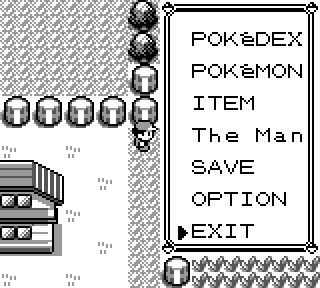 POKéDEX
POKéMON
ITEM
The Man
SAVE
OPTION
▶EXIT